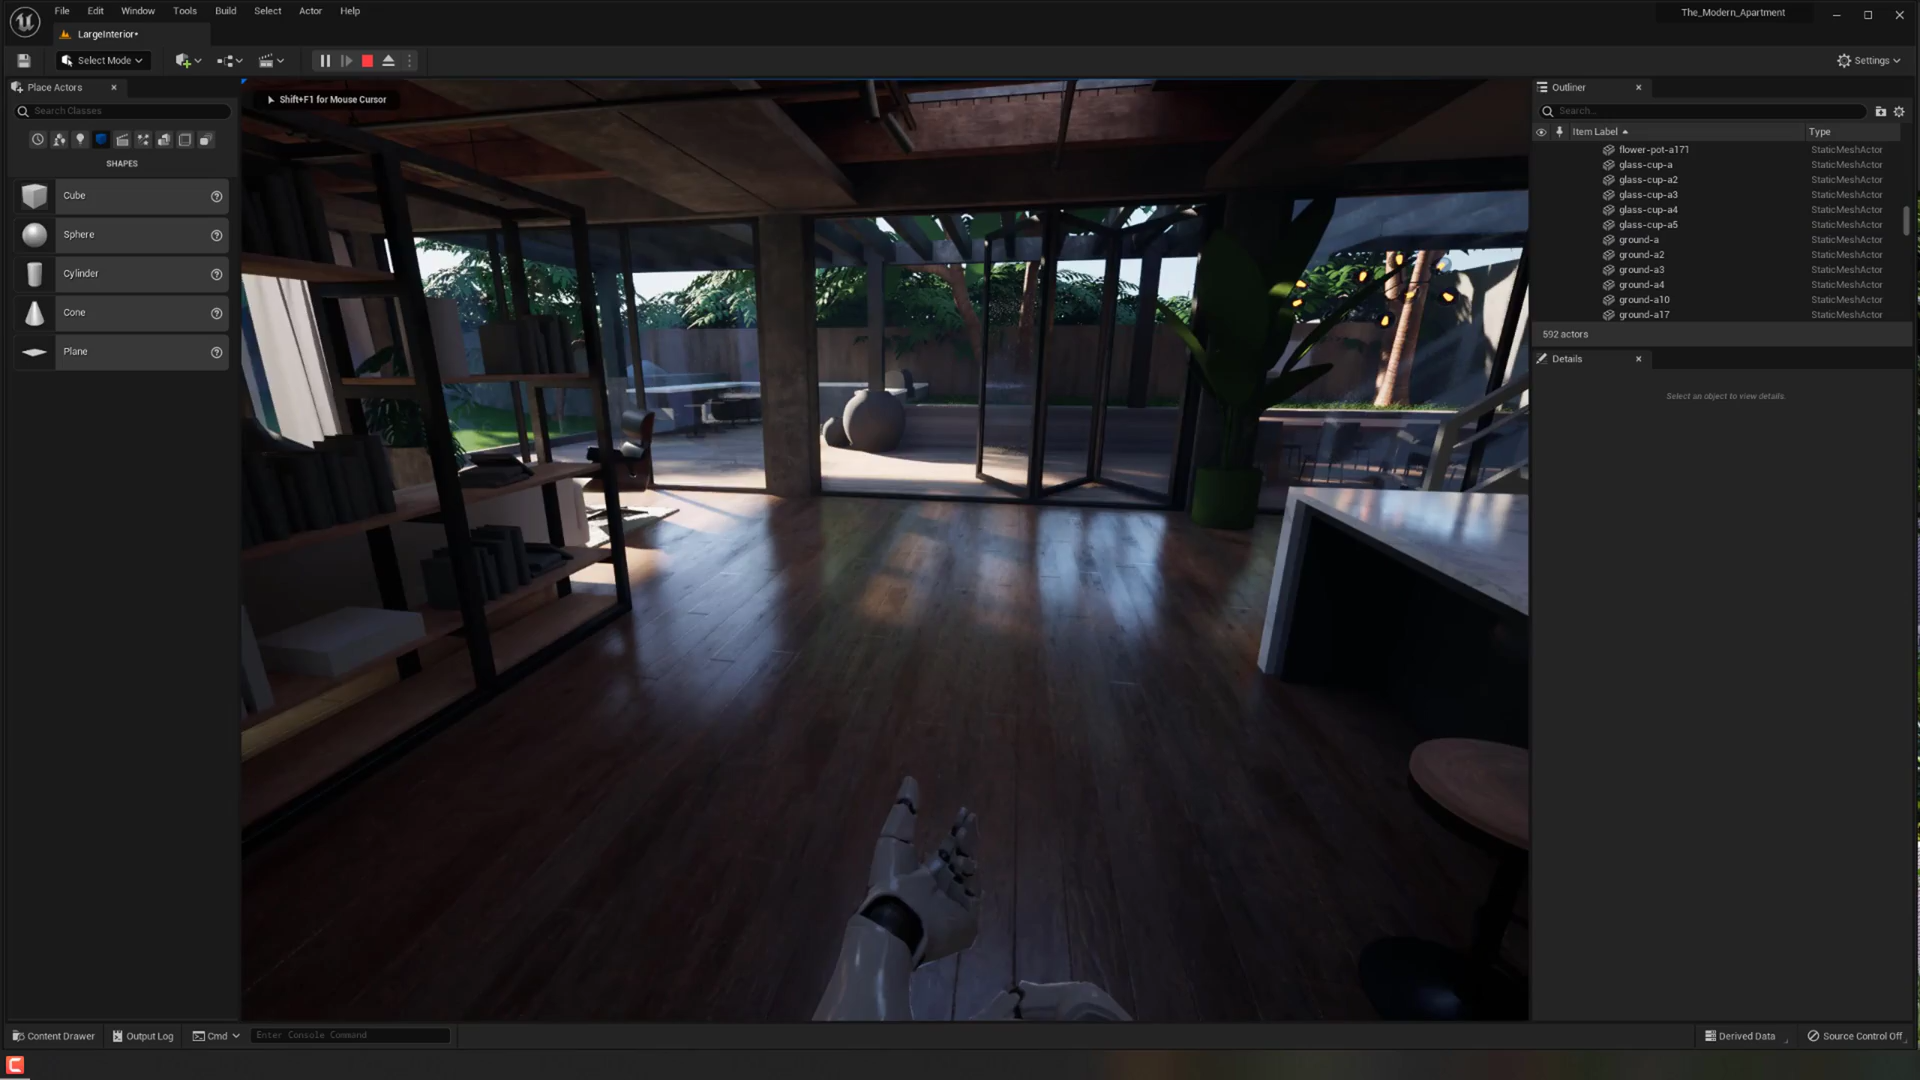 File Edit Window Tools Build Select Actor Help
The_Modern_Apartment
LargeInterior•
Select Mode
Settings
Place Actors
Search Classes
SHAPES
Cube
Sphere
Cylinder
Cone
Plane
Shift+F1 for Mouse Cursor
Outliner
Search...
Item Label Type
flower-pot-a171 StaticMeshActor
glass-cup-a StaticMeshActor
glass-cup-a2 StaticMeshActor
glass-cup-a3 StaticMeshActor
glass-cup-a4 StaticMeshActor
glass-cup-a5 StaticMeshActor
ground-a StaticMeshActor
ground-a2 StaticMeshActor
ground-a3 StaticMeshActor
ground-a4 StaticMeshActor
ground-a10 StaticMeshActor
ground-a17 StaticMeshActor
592 actors
Details
Select an object to view details.
Content Drawer Output Log Cmd Enter Console Command
Derived Data Source Control Off